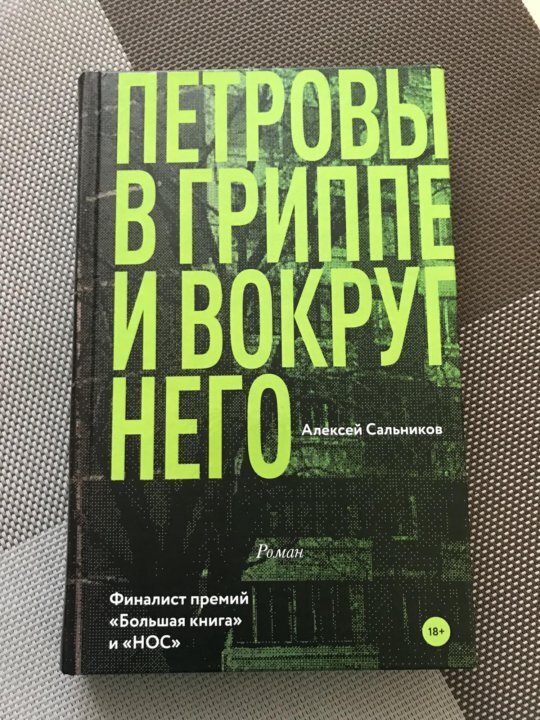 ПЕТРОВЫ
В ГРИППЕ
И ВОКРУГ
НЕГО
Алексей Сальников
Роман
Финалист премий
«Большая книга»
и «НОС»
18+